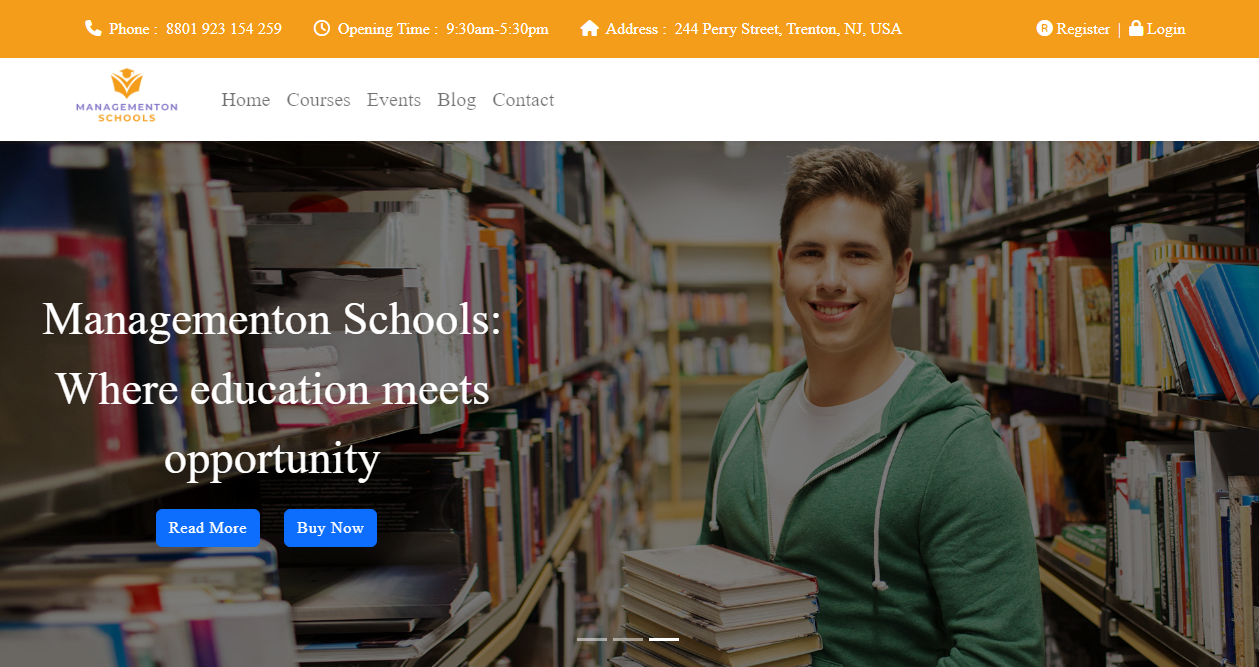 Phone : 8801 923 154 259 Opening Time : 9:30am-5:30pm Address : 244 Perry Street, Trenton, NJ, USA Register | Login
MANAGEMENTON
SCHOOLS
Home Courses Events Blog Contact
Managementon Schools:
Where education meets
opportunity
Read More Buy Now